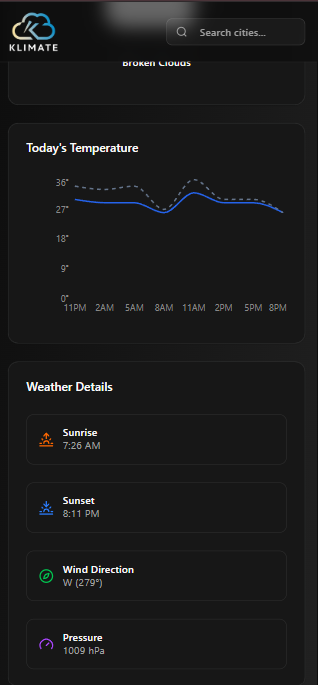 KLIMATE
Search cities...
Broken Clouds
Today's Temperature
36°
27°
18°
9°
0°
11PM 2AM 5AM 8AM 11AM 2PM 5PM 8PM
Weather Details
Sunrise
7:26 AM
Sunset
8:11 PM
Wind Direction
W (279°)
Pressure
1009 hPa